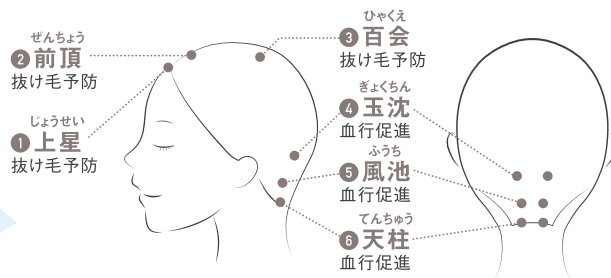 ぜんちょう
❷前頂
抜け毛予防
じょうせい
❶上星
抜け毛予防
ひゃくえ
❸百会
抜け毛予防
ぎょくちん
❹玉沈
血行促進
ふうち
❺風池
血行促進
てんちゅう
❻天柱
血行促進